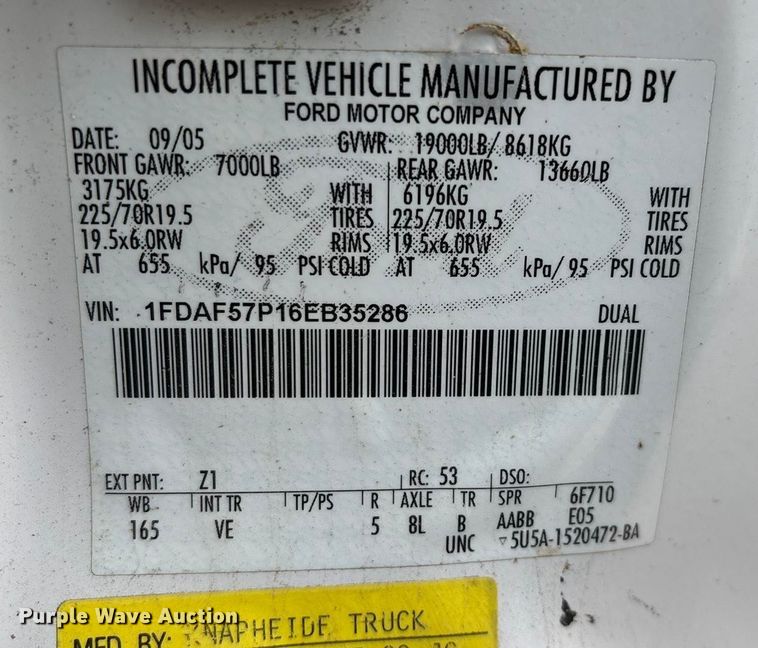 INCOMPLETE VEHICLE MANUFACTURED BY
FORD MOTOR COMPANY
DATE: 09/05 GVWR: 19000LB/ 8618KG
FRONT GAWR: 7000LB REAR GAWR: 13660LB
3175KG WITH 6196KG WITH
225/70R19.5 TIRES 225/70R19.5 TIRES
19.5x6.0RW RIMS 19.5x6.0RW RIMS
AT 655 kPa/ 95 PSI COLD AT 655 kPa/ 95 PSI COLD
VIN: 1FDAF57P16EB35286 DUAL
EXT PNT: Z1 RC: 53 DSO:
WB INT TR TP/PS R AXLE TR SPR 6F710
165 VE 5 8L B AABB E05
UNC ▽5U5A-1520472-BA
Purple Wave Auction
MFD BY: KNAPHEIDE TRUCK